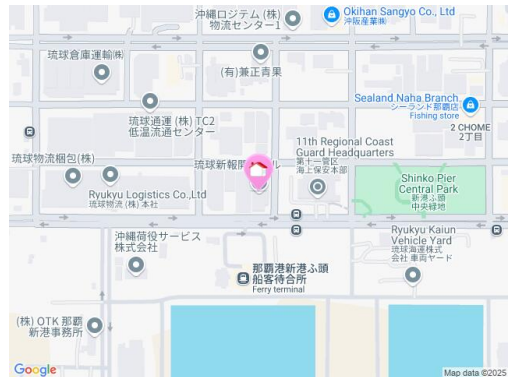 沖縄ロジテム (株)
物流センター1
Okihan Sangyo Co., Ltd
沖阪産業㈱
琉球倉庫運輸㈱
(有)兼正青果
Sealand Naha Branch
シーランド那覇店
Fishing store
琉球通運 (株) TC2
低温流通センター
2 CHOME
2丁目
11th Regional Coast
Guard Headquarters
第十一管区
海上保安本部
琉球物流梱包(株)
琉球新報開
ル
Shinko Pier
Central Park
新港ふ頭
中央緑地
Ryukyu Logistics Co.,Ltd
琉球物流 (株) 本社
沖縄荷役サービス
株式会社
Ryukyu Kaiun
Vehicle Yard
琉球海運株式
会社 車両ヤード
那覇港新港ふ頭
船客待合所
Ferry terminal
(株) OTK 那覇
新港事務所
Google
Map data ©2025